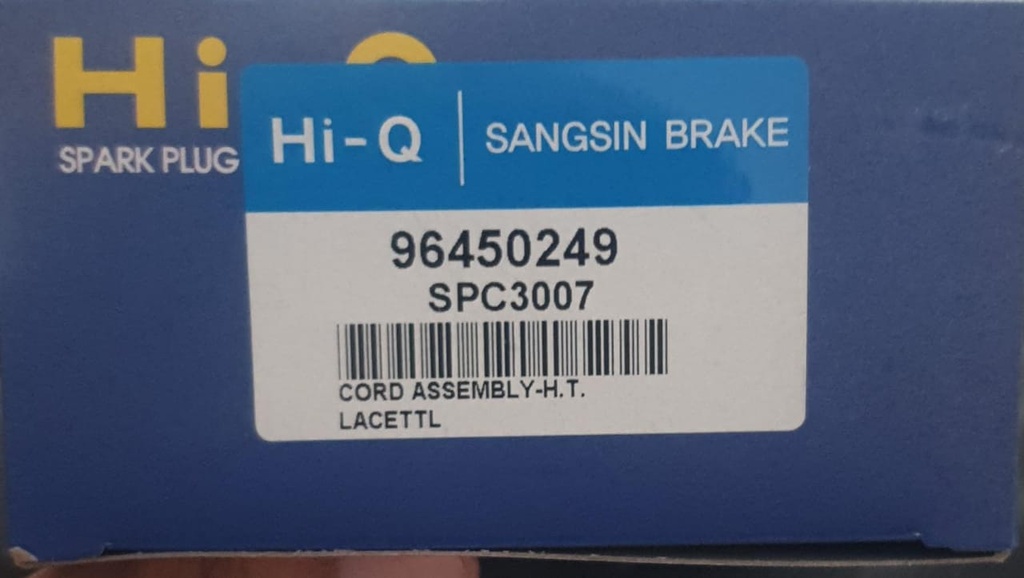 Hi
SPARK PLUG
Hi-Q | SANGSIN BRAKE
96450249
SPC3007
CORD ASSEMBLY-H.T.
LACETTL